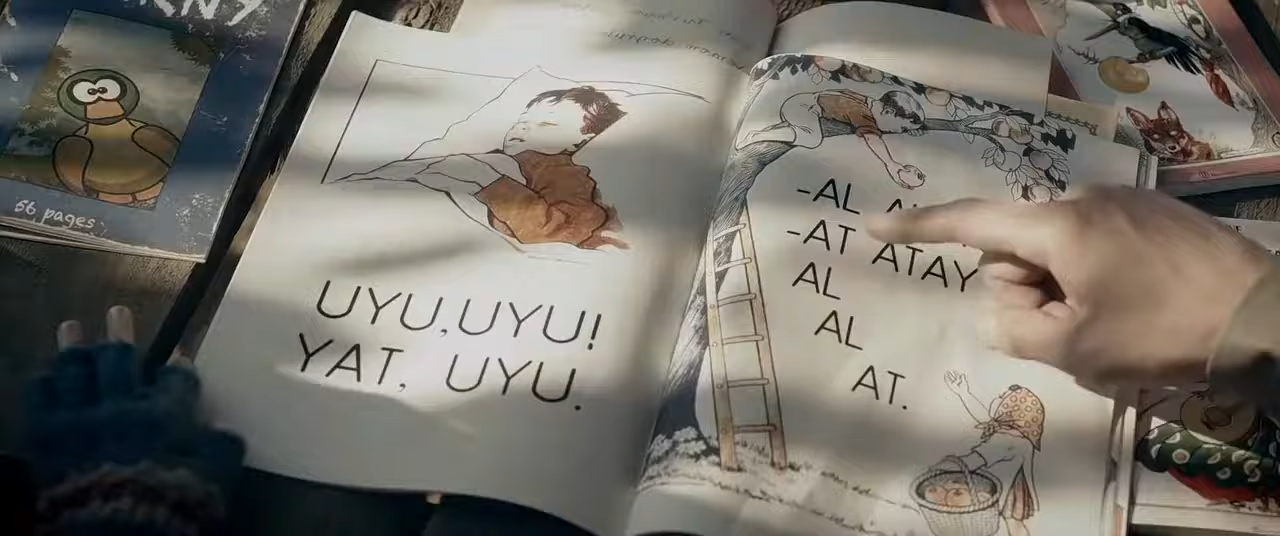 56 pages
UYU, UYU!
YAT, UYU.
-AL
-AT ATAY
AL
AL
AT.